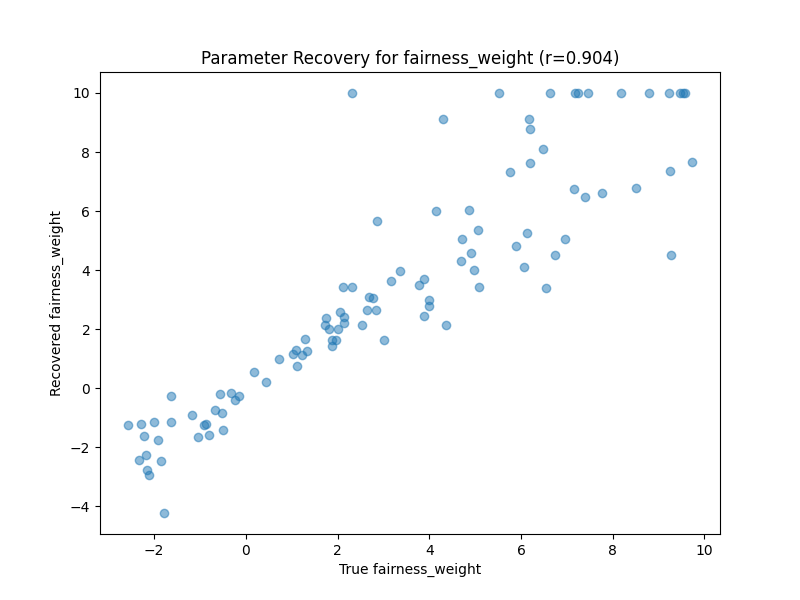 Parameter Recovery for fairness_weight (r=0.904)
10
8
6
4
2
0
−2
−4
Recovered fairness_weight
−2 0 2 4 6 8 10
True fairness_weight